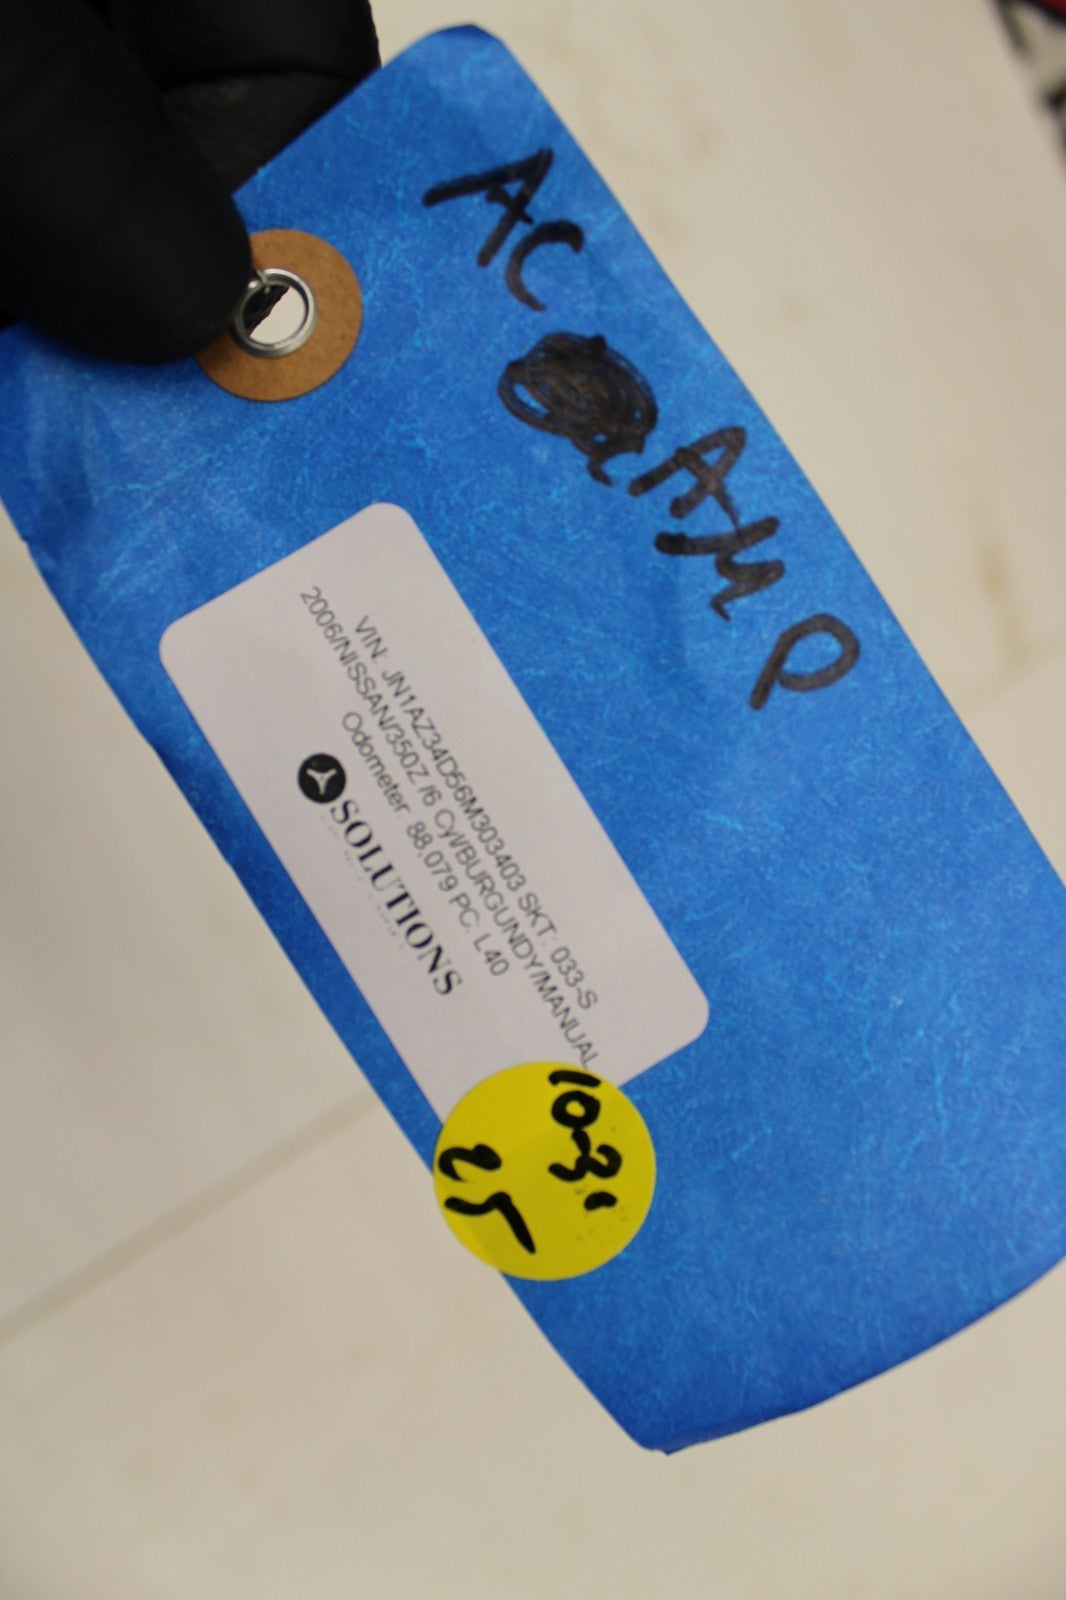 AC AMP
VIN: JN1AZ34D56M303403 SKT: 033-S
2006/NISSAN/350Z /6 Cyl/BURGUNDY/MANUAL
Odometer: 88,079 PC: L40
SOLUTIONS
10-31
25